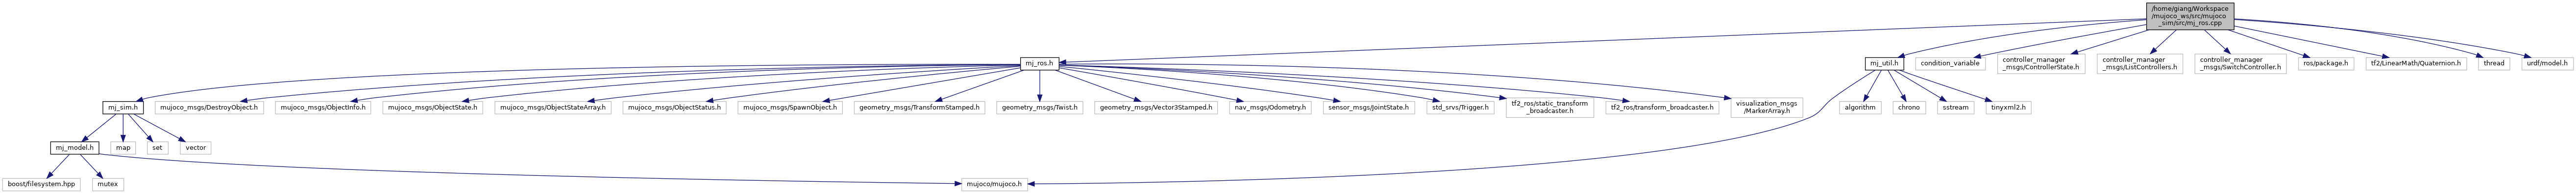 /home/giang/Workspace
/mujoco_ws/src/mujoco
_sim/src/mj_ros.cpp
mj_ros.h
mj_util.h
condition_variable
controller_manager
_msgs/ControllerState.h
controller_manager
_msgs/ListControllers.h
controller_manager
_msgs/SwitchController.h
ros/package.h
tf2/LinearMath/Quaternion.h
thread
urdf/model.h
mj_sim.h
mujoco_msgs/DestroyObject.h
mujoco_msgs/ObjectInfo.h
mujoco_msgs/ObjectState.h
mujoco_msgs/ObjectStateArray.h
mujoco_msgs/ObjectStatus.h
mujoco_msgs/SpawnObject.h
geometry_msgs/TransformStamped.h
geometry_msgs/Twist.h
geometry_msgs/Vector3Stamped.h
nav_msgs/Odometry.h
sensor_msgs/JointState.h
std_srvs/Trigger.h
tf2_ros/static_transform
_broadcaster.h
tf2_ros/transform_broadcaster.h
visualization_msgs
/MarkerArray.h
algorithm
chrono
sstream
tinyxml2.h
mj_model.h
map
set
vector
boost/filesystem.hpp
mutex
mujoco/mujoco.h